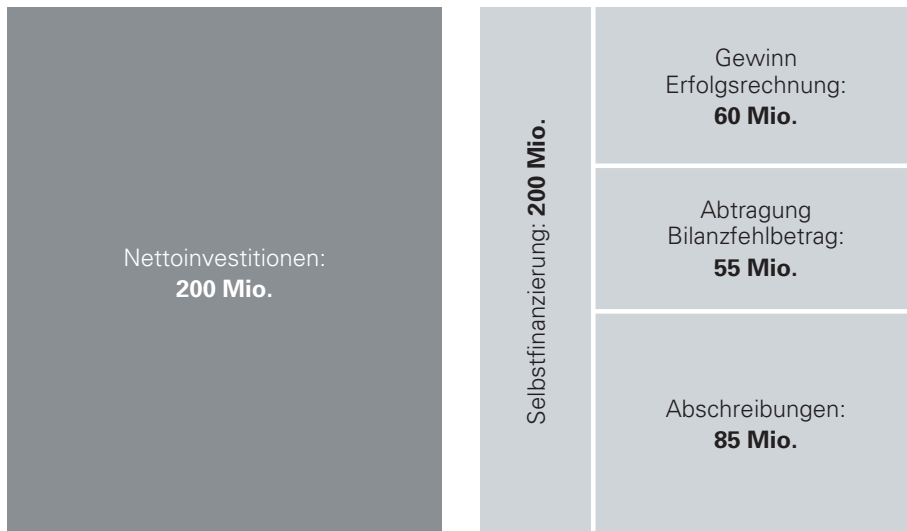 Nettoinvestitionen:
200 Mio.
Selbstfinanzierung: 200 Mio.
Gewinn
Erfolgsrechnung:
60 Mio.
Abtragung
Bilanzfehlbetrag:
55 Mio.
Abschreibungen:
85 Mio.